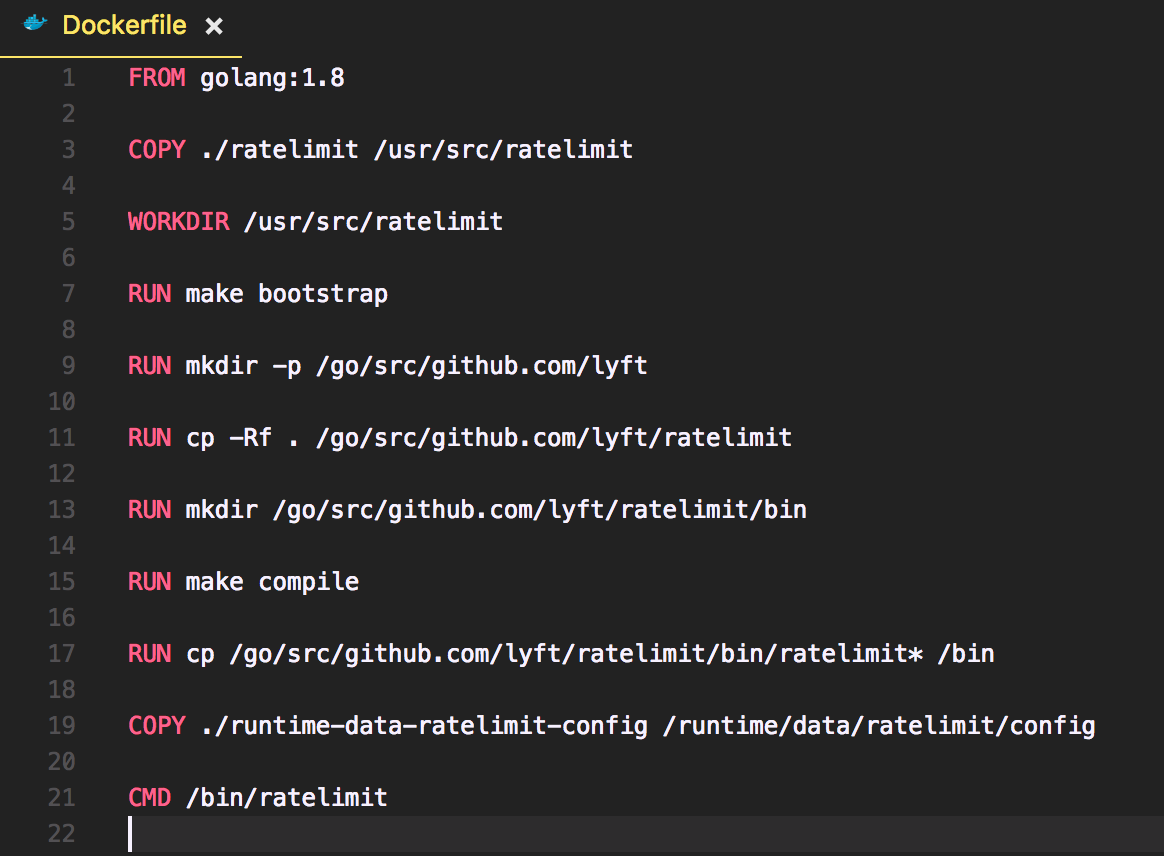 Dockerfile ×
1 FROM golang:1.8
2
3 COPY ./ratelimit /usr/src/ratelimit
4
5 WORKDIR /usr/src/ratelimit
6
7 RUN make bootstrap
8
9 RUN mkdir -p /go/src/github.com/lyft
10
11 RUN cp -Rf . /go/src/github.com/lyft/ratelimit
12
13 RUN mkdir /go/src/github.com/lyft/ratelimit/bin
14
15 RUN make compile
16
17 RUN cp /go/src/github.com/lyft/ratelimit/bin/ratelimit* /bin
18
19 COPY ./runtime-data-ratelimit-config /runtime/data/ratelimit/config
20
21 CMD /bin/ratelimit
22